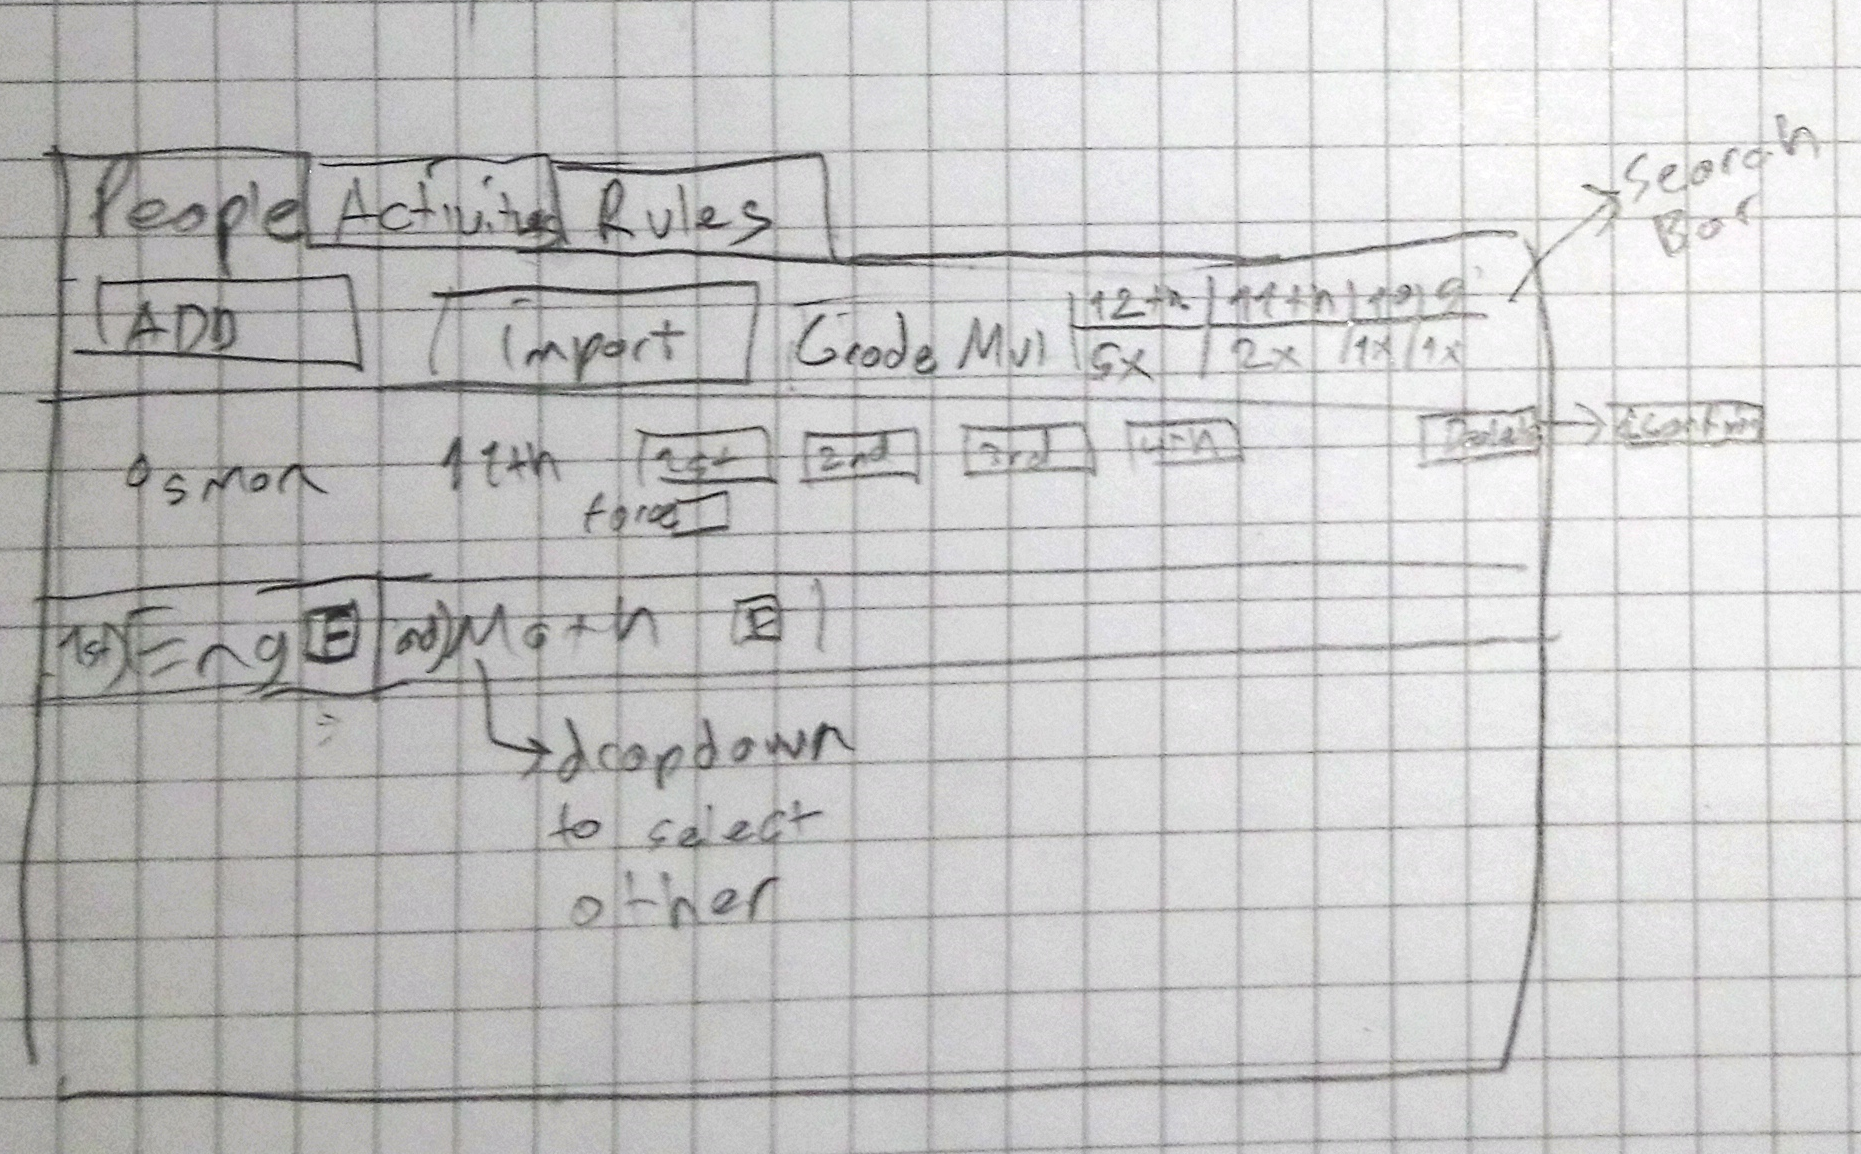 People Activities Rules
Search
Bar
ADD Import Grade Mul 12th 11th 10 9
5x 2x 1x 1x
Osman 11th 1st 2nd 3rd 4th Delete confirm
force
1st) Eng E nd) Math E
dropdown
to select
other